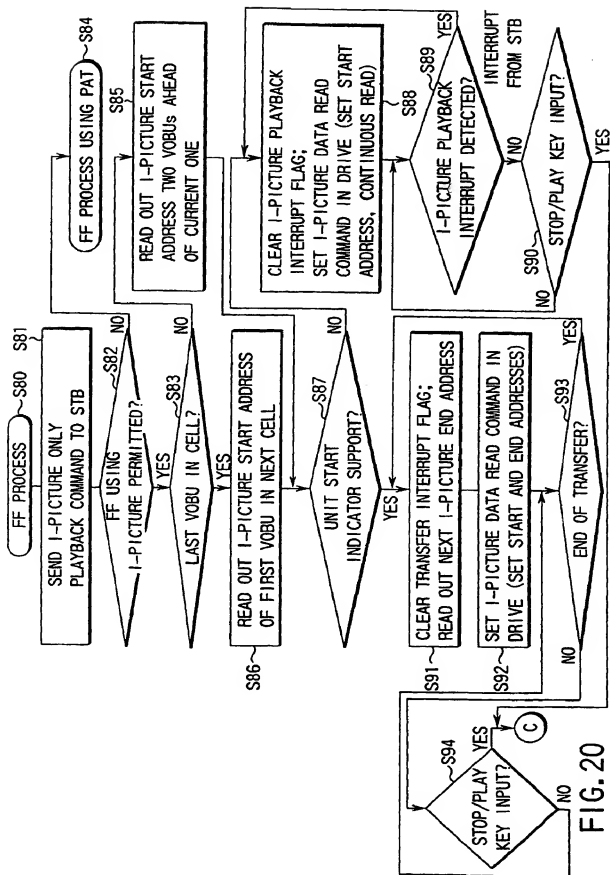 FF PROCESS
S80
SEND I-PICTURE ONLY
PLAYBACK COMMAND TO STB
S81
FF USING
I-PICTURE PERMITTED?
S82
NO
YES
FF PROCESS USING PAT
S84
LAST VOBU IN CELL?
S83
NO
YES
READ OUT I-PICTURE START
ADDRESS TWO VOBUs AHEAD
OF CURRENT ONE
S85
READ OUT I-PICTURE START ADDRESS
OF FIRST VOBU IN NEXT CELL
S86
UNIT START
INDICATOR SUPPORT?
S87
NO
YES
CLEAR I-PICTURE PLAYBACK
INTERRUPT FLAG;
SET I-PICTURE DATA READ
COMMAND IN DRIVE (SET START
ADDRESS, CONTINUOUS READ)
S88
I-PICTURE PLAYBACK
INTERRUPT DETECTED?
S89
YES
NO
INTERRUPT
FROM STB
STOP/PLAY KEY INPUT?
S90
NO
YES
CLEAR TRANSFER INTERRUPT FLAG;
READ OUT NEXT I-PICTURE END ADDRESS
S91
SET I-PICTURE DATA READ COMMAND IN
DRIVE (SET START AND END ADDRESSES)
S92
END OF TRANSFER?
S93
YES
NO
STOP/PLAY
KEY INPUT?
S94
YES
NO
C
FIG. 20